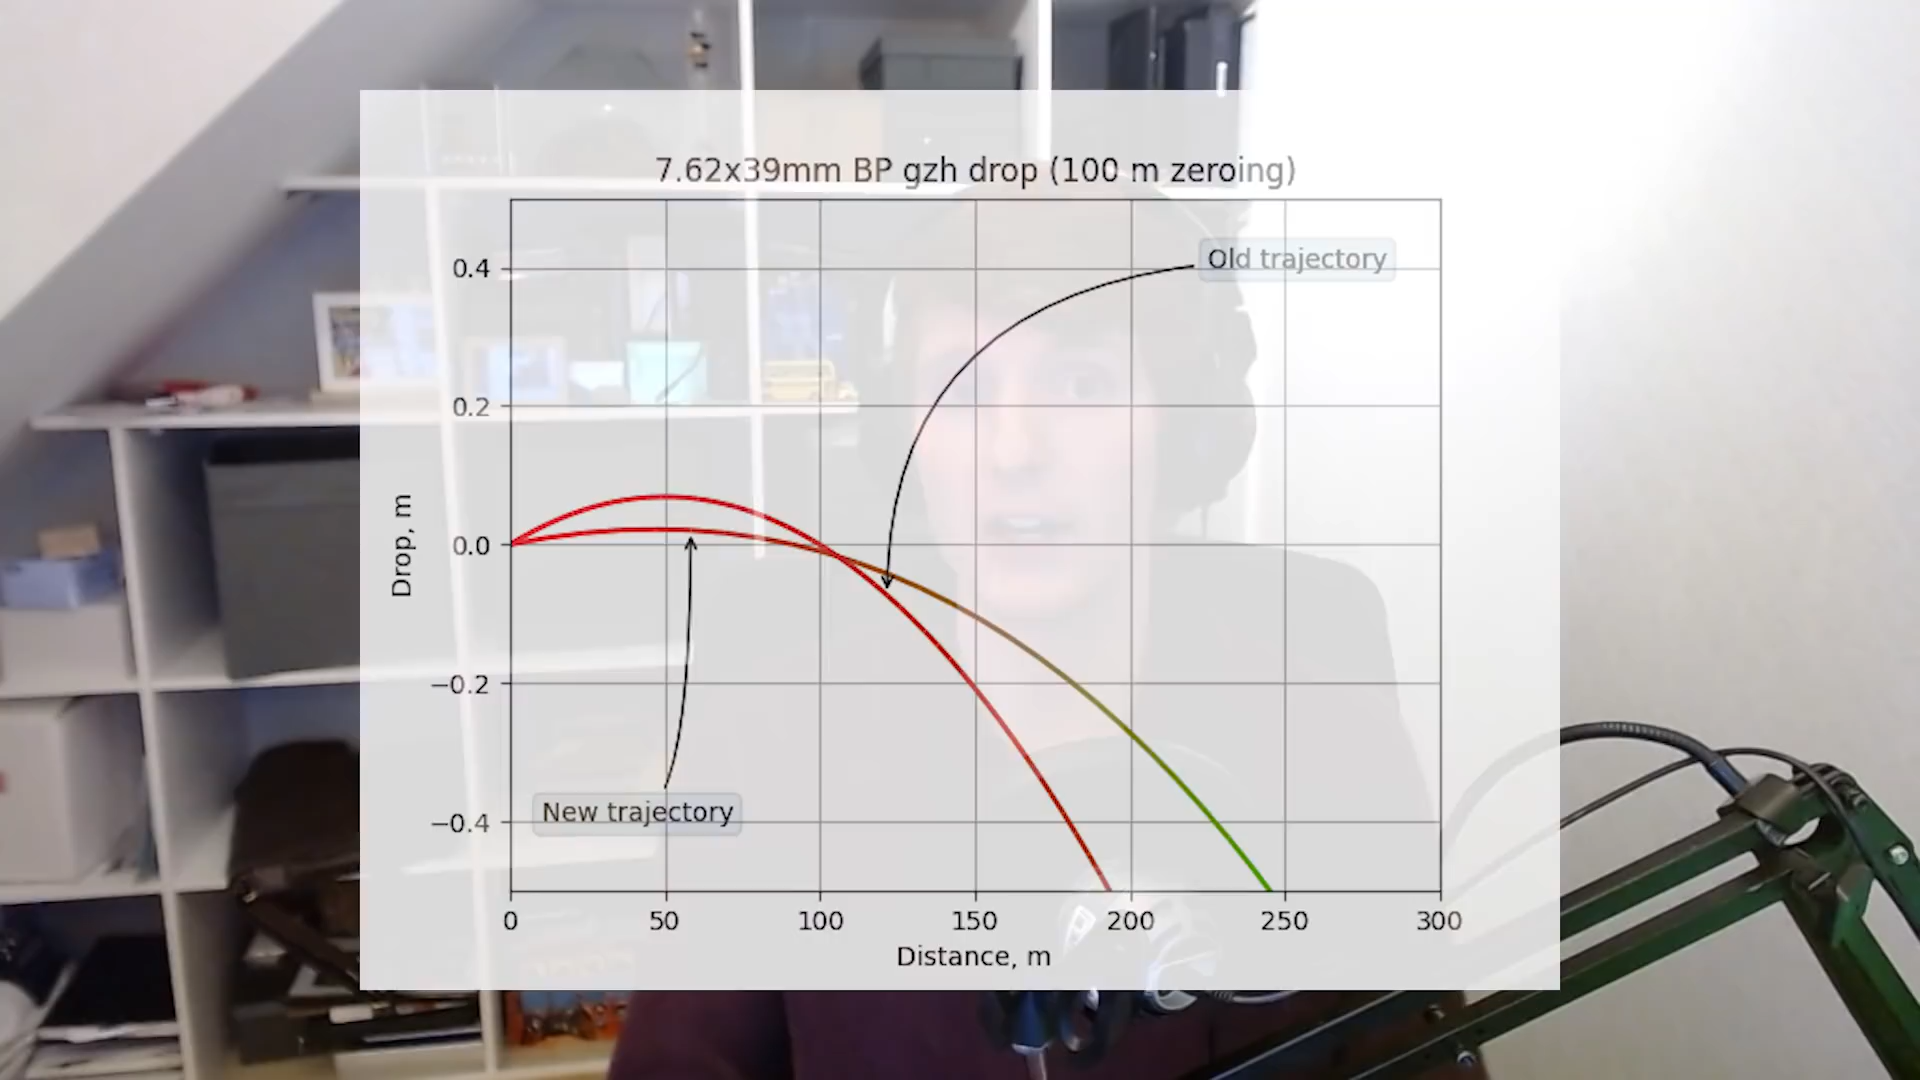 7.62x39mm BP gzh drop (100 m zeroing)
Old trajectory
0.4
0.2
0.0
−0.2
−0.4
Drop, m
New trajectory
0 50 100 150 200 250 300
Distance, m